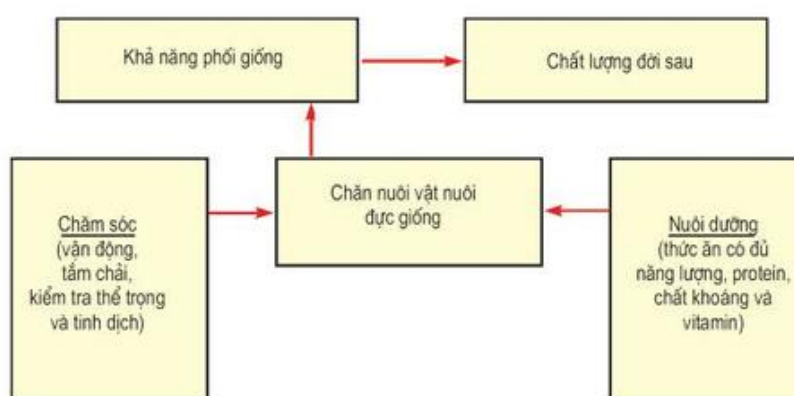 Khả năng phối giống
Chất lượng đời sau
Chăm sóc
(vận động,
tắm chải,
kiểm tra thể trọng
và tinh dịch)
Chăn nuôi vật nuôi
đực giống
Nuôi dưỡng
(thức ăn có đủ
năng lượng, protein,
chất khoáng và
vitamin)